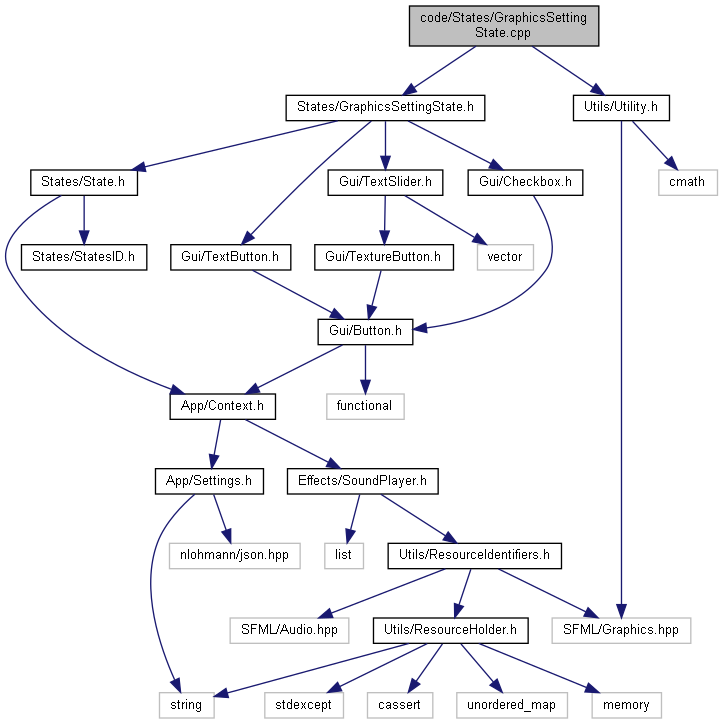 code/States/GraphicsSetting
State.cpp
States/GraphicsSettingState.h
Utils/Utility.h
States/State.h
Gui/TextSlider.h
Gui/Checkbox.h
cmath
States/StatesID.h
Gui/TextButton.h
Gui/TextureButton.h
vector
Gui/Button.h
App/Context.h
functional
App/Settings.h
Effects/SoundPlayer.h
nlohmann/json.hpp
list
Utils/ResourceIdentifiers.h
SFML/Audio.hpp
Utils/ResourceHolder.h
SFML/Graphics.hpp
string
stdexcept
cassert
unordered_map
memory